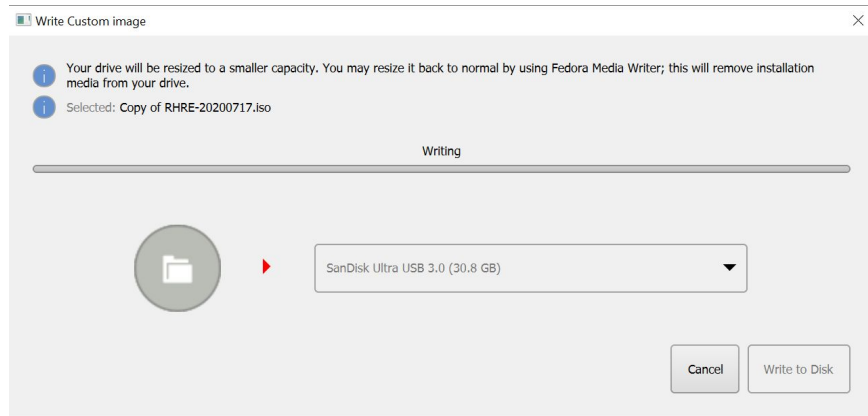 Write Custom image
Your drive will be resized to a smaller capacity. You may resize it back to normal by using Fedora Media Writer; this will remove installation
media from your drive.
Selected: Copy of RHRE-20200717.iso
Writing
SanDisk Ultra USB 3.0 (30.8 GB)
Cancel
Write to Disk